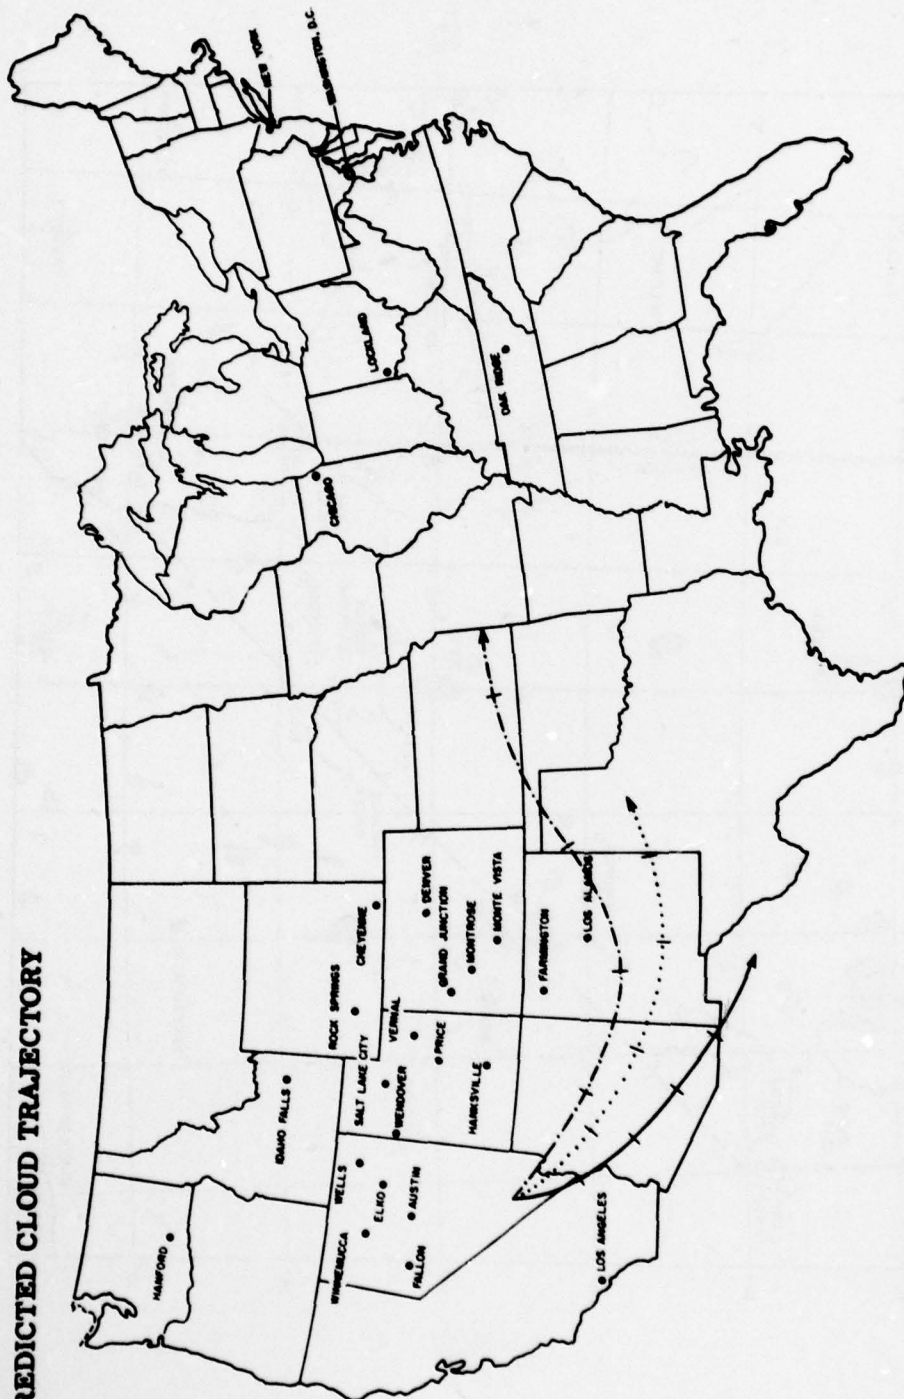 REDICTED CLOUD TRAJECTORY
HANFORD
IDAHO FALLS
WINNEMUCCA
WELLS
ELKO
AUSTIN
FALLON
LOS ANGELES
SALT LAKE CITY
WENDOVER
VERNAL
PRICE
HANKSVILLE
ROCK SPRINGS
CHEYENNE
DENVER
GRAND JUNCTION
MONTROSE
MONTE VISTA
FARMINGTON
LOS ALAMOS
CHICAGO
LOCKLAND
OAK RIDGE
NEW YORK
WASHINGTON, D.C.